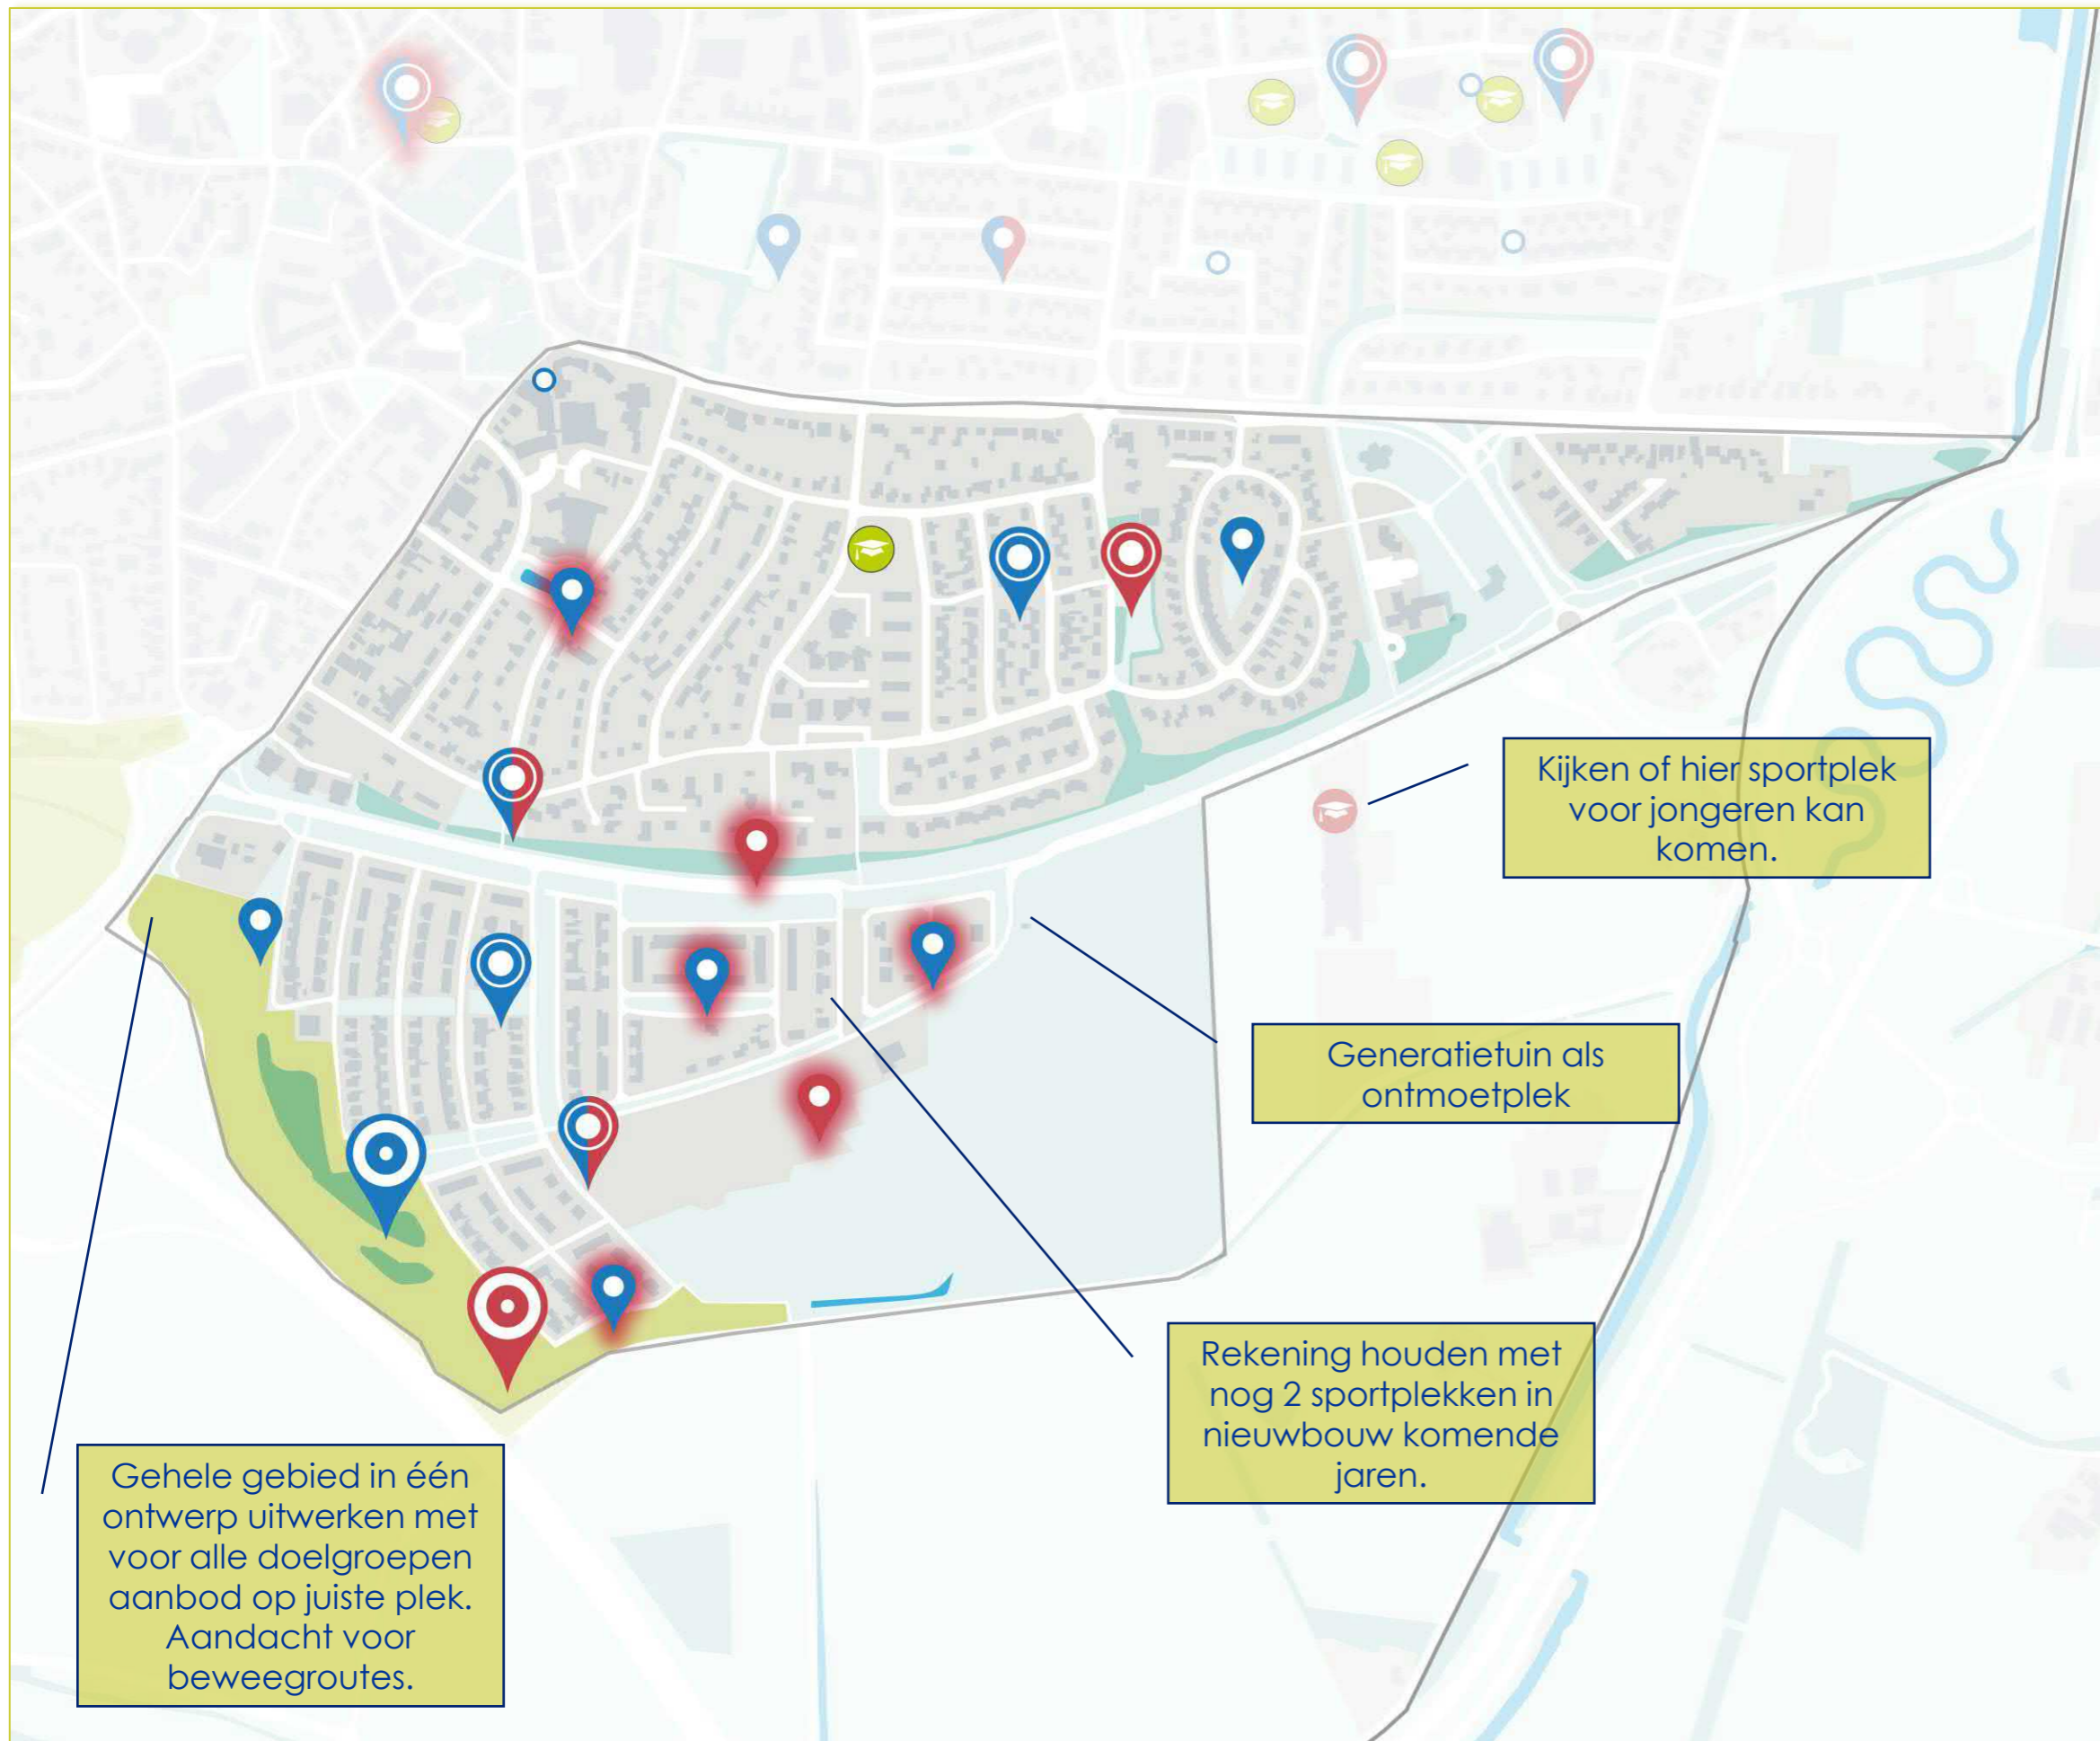 Kijken of hier sportplek
voor jongeren kan
komen.
Generatietuin als
ontmoetplek
Rekening houden met
nog 2 sportplekken in
nieuwbouw komende
jaren.
Gehele gebied in één
ontwerp uitwerken met
voor alle doelgroepen
aanbod op juiste plek.
Aandacht voor
beweegroutes.